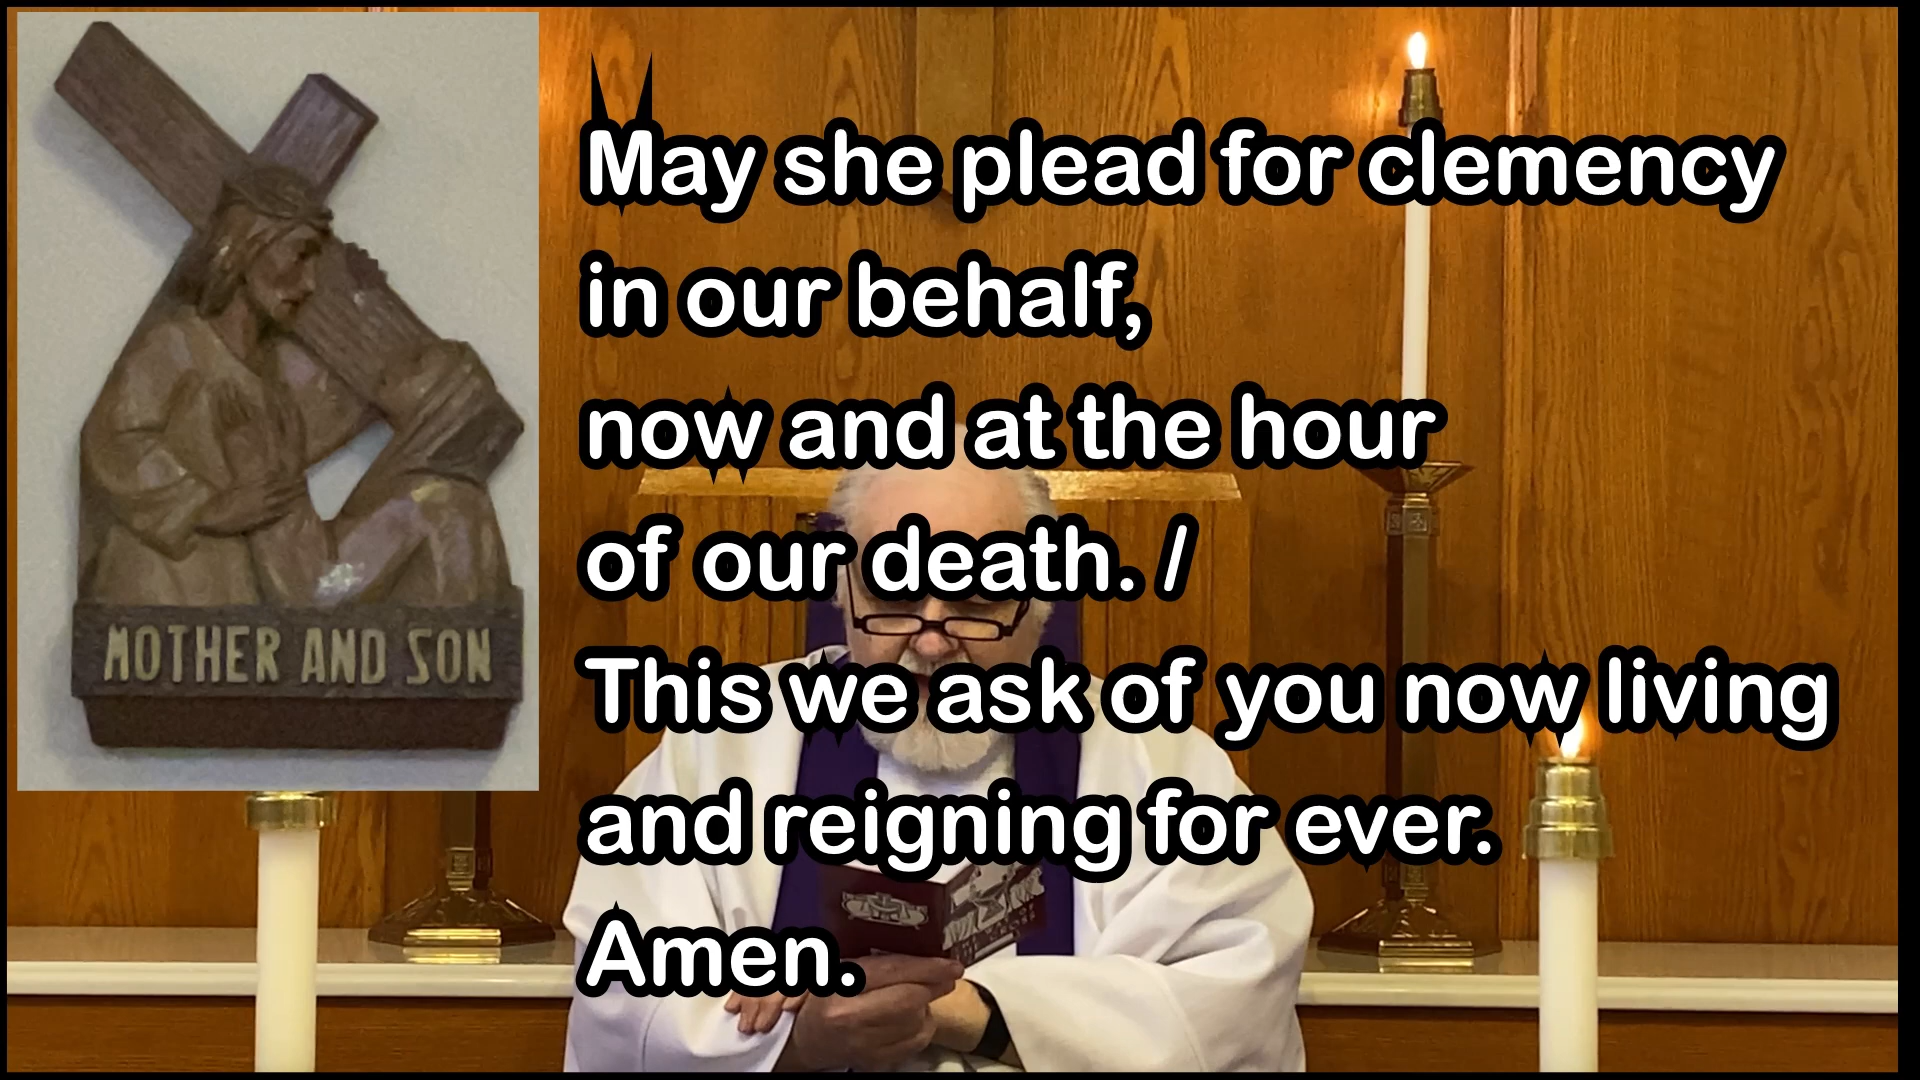 May she plead for clemency
in our behalf,
now and at the hour
of our death. /
This we ask of you now living
and reigning for ever.
Amen.
MOTHER AND SON